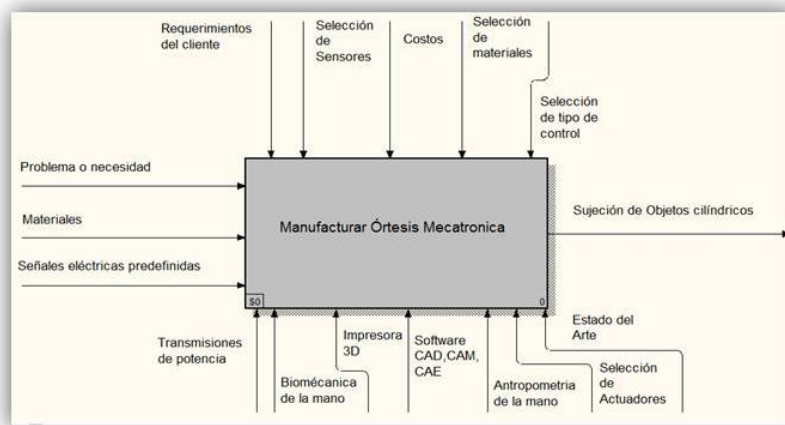 Requerimientos
del cliente
Selección
de
Sensores
Costos
Selección
de
materiales
Selección
de tipo de
control
Problema o necesidad
Materiales
Señales eléctricas predefinidas
Manufacturar Órtesis Mecatronica
$0
0
Sujeción de Objetos cilíndricos
Transmisiones
de potencia
Biomécanica
de la mano
Impresora
3D
Software
CAD,CAM,
CAE
Antropometria
de la mano
Estado del
Arte
Selección
de
Actuadores